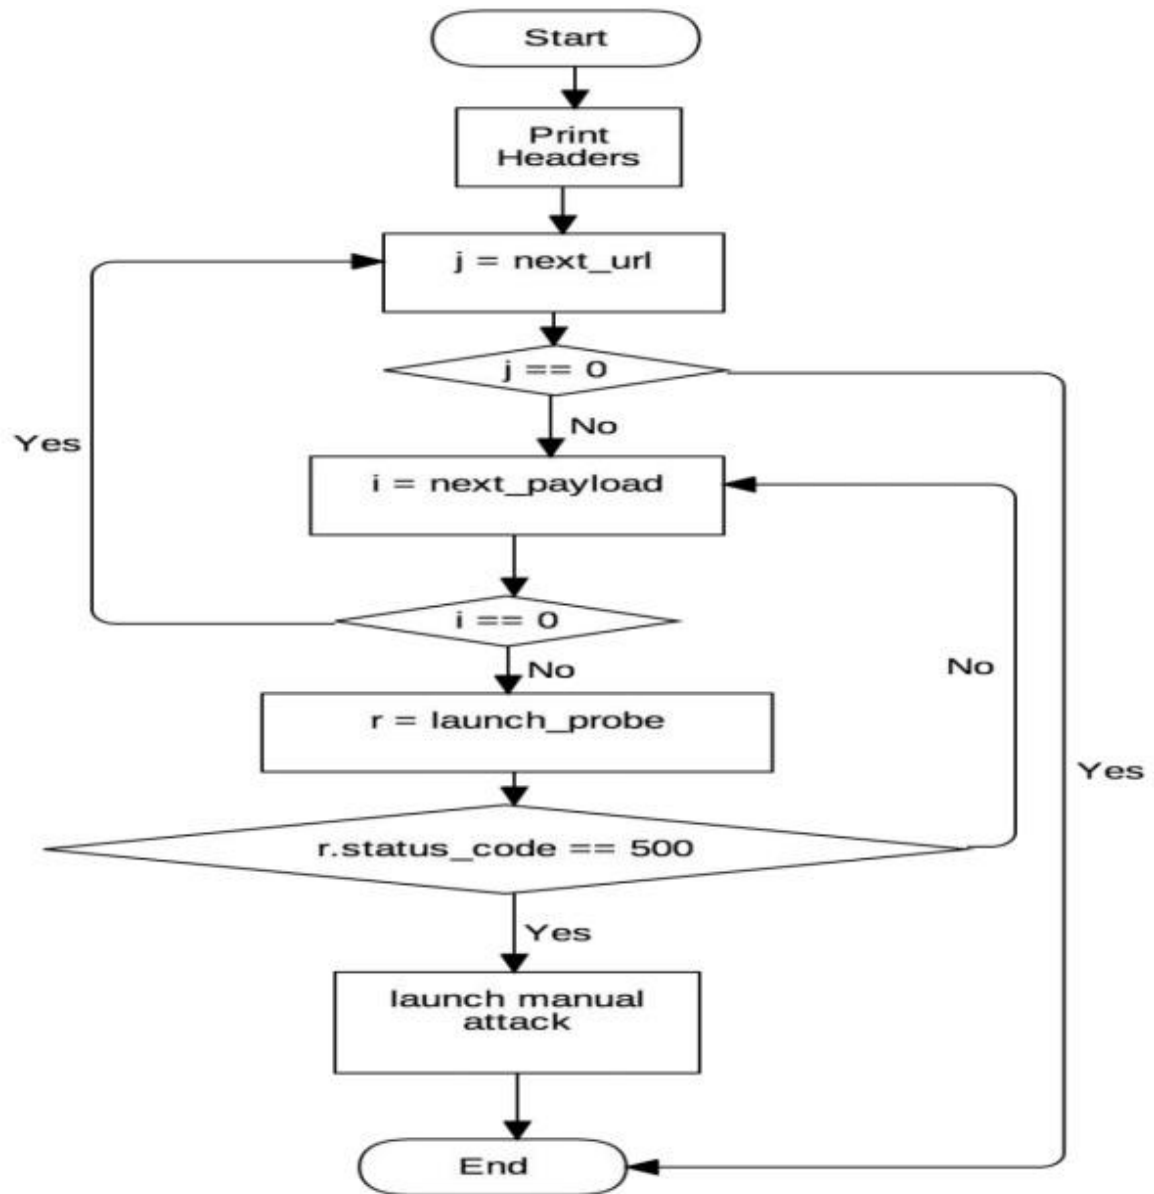 Start
Print
Headers
j = next_url
j == 0
No
Yes
i = next_payload
i == 0
No
No
r = launch_probe
Yes
r.status_code == 500
Yes
launch manual
attack
End